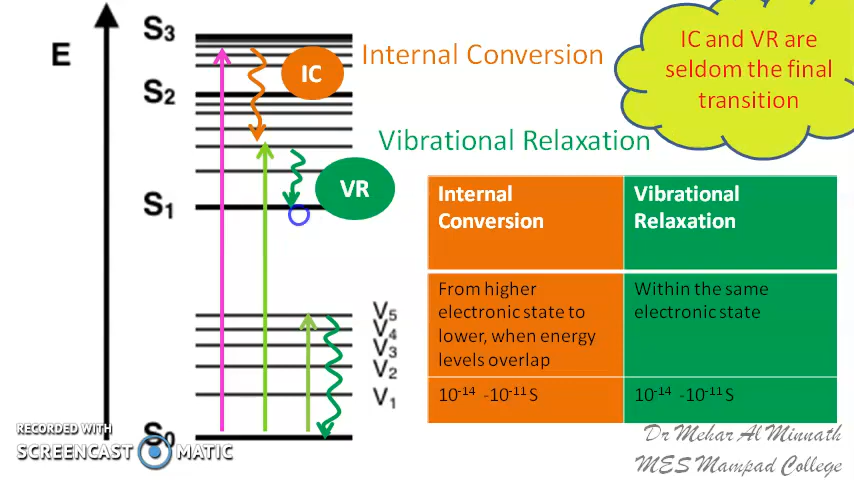 S3
E
Internal Conversion
IC
IC and VR are
seldom the final
transition
S2
Vibrational Relaxation
VR
Internal
Conversion
Vibrational
Relaxation
S1
From higher
electronic state to
lower, when energy
levels overlap
Within the same
electronic state
10-14 -10-11 S
10-14 -10-11 S
V5
V4
V3
V2
V1
S0
RECORDED WITH
SCREENCAST MATIC
Dr Mehar Al Minnath
MES Mampad College